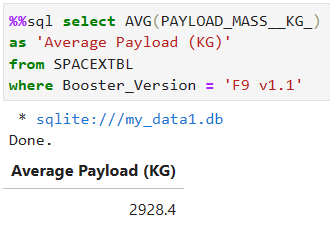 %%sql select AVG(PAYLOAD_MASS__KG_)
as 'Average Payload (KG)'
from SPACEXTBL
where Booster_Version = 'F9 v1.1'
* sqlite:///my_data1.db
Done.
Average Payload (KG)
2928.4